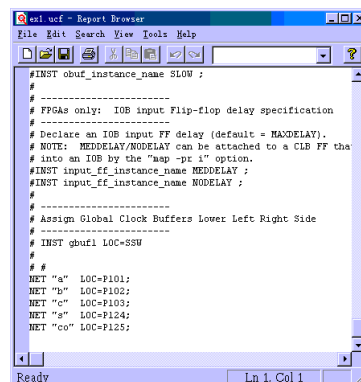 ex1.ucf - Report Browser
File Edit Search View Tools Help
#INST obuf_instance_name SLOW ;
#
# -----------------------
# FPGAs only:  IOB input Flip-flop delay specification
# -----------------------
# Declare an IOB input FF delay (default = MAXDELAY).
# NOTE:  MEDDELAY/NODELAY can be attached to a CLB FF tha
# into an IOB by the "map -pr i" option.
#INST input_ff_instance_name MEDDELAY ;
#INST input_ff_instance_name NODELAY ;
#
# -----------------------
# Assign Global Clock Buffers Lower Left Right Side
# -----------------------
# INST gbuf1 LOC=SSW
#
# #
NET "a"  LOC=P101;
NET "b"  LOC=P102;
NET "c"  LOC=P103;
NET "s"  LOC=P124;
NET "co" LOC=P125;
Ready Ln 1, Col 1